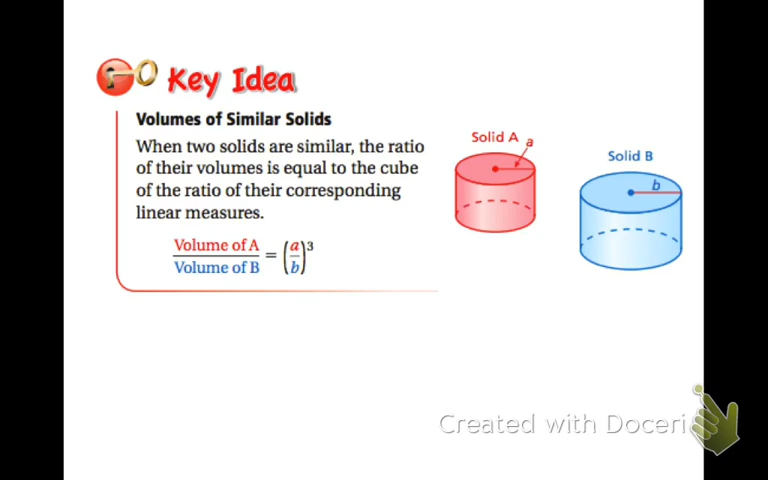 Key Idea
Volumes of Similar Solids
When two solids are similar, the ratio
of their volumes is equal to the cube
of the ratio of their corresponding
linear measures.
Volume of A / Volume of B = (a/b)³
Solid A
a
Solid B
b
Created with Doceri